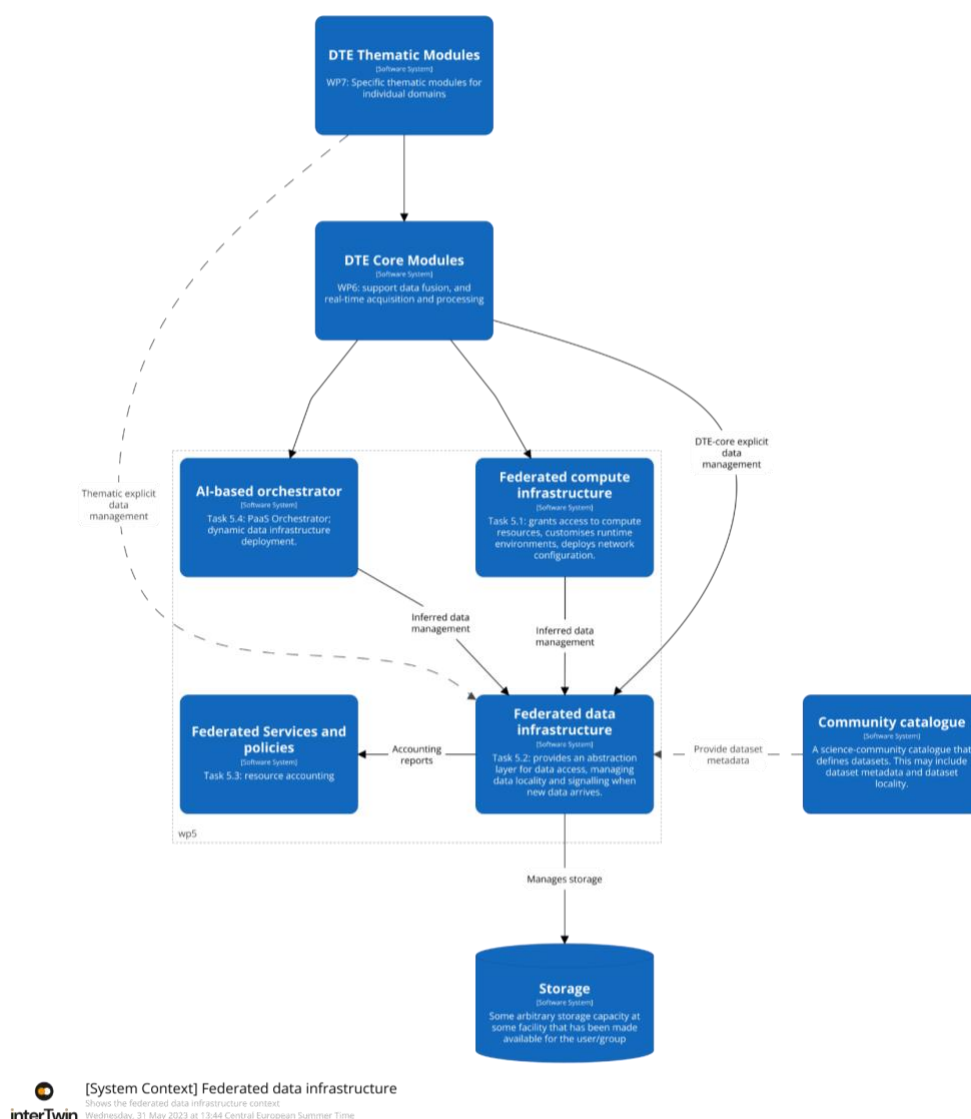 DTE Thematic Modules
[Software System]
WP7: Specific thematic modules for
individual domains
DTE Core Modules
[Software System]
WP6: support data fusion, and
real-time acquisition and processing
DTE-core explicit
data
management
Thematic explicit
data
management
AI-based orchestrator
[Software System]
Task 5.4: PaaS Orchestrator;
dynamic data infrastructure
deployment.
Federated compute
infrastructure
[Software System]
Task 5.1: grants access to compute
resources, customises runtime
environments, deploys network
configuration.
Inferred data
management
Inferred data
management
Federated Services and
policies
[Software System]
Task 5.3: resource accounting
Accounting
reports
Federated data
infrastructure
[Software System]
Task 5.2: provides an abstraction
layer for data access, managing
data locality and signalling when
new data arrives.
Provide dataset
metadata
Community catalogue
[Software System]
A science-community catalogue that
defines datasets. This may include
dataset metadata and dataset
locality.
wp5
Manages storage
Storage
[Software System]
Some arbitrary storage capacity at
some facility that has been made
available for the user/group
interTwin
[System Context] Federated data infrastructure
Shows the federated data infrastructure context
Wednesday, 31 May 2023 at 13:44 Central European Summer Time